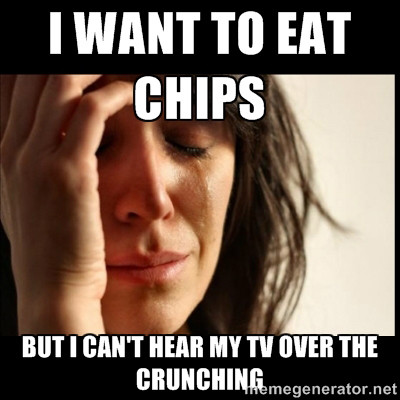 I WANT TO EAT
CHIPS
BUT I CAN'T HEAR MY TV OVER THE
CRUNCHING
memegenerator.net